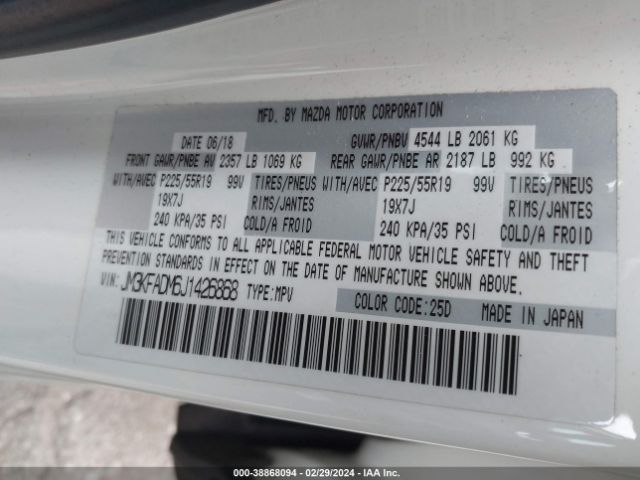 MFD. BY MAZDA MOTOR CORPORATION
DATE 06/18 GVWR/PNBV 4544 LB 2061 KG
FRONT GAWR/PNBE AV 2357 LB 1069 KG REAR GAWR/PNBE AR 2187 LB 992 KG
WITH/AVEC P225/55R19 99V TIRES/PNEUS WITH/AVEC P225/55R19 99V TIRES/PNEUS
19X7J RIMS/JANTES 19X7J RIMS/JANTES
240 KPA/35 PSI COLD/A FROID 240 KPA/35 PSI COLD/A FROID
THIS VEHICLE CONFORMS TO ALL APPLICABLE FEDERAL MOTOR VEHICLE SAFETY AND THEFT
PREVENTION STANDARDS IN EFFECT ON THE DATE OF MANUFACTURE SHOWN ABOVE.
VIN: JM3KFADM6J1426868 TYPE:MPV
COLOR CODE:25D MADE IN JAPAN
000-38868094 - 02/29/2024 - IAA Inc.